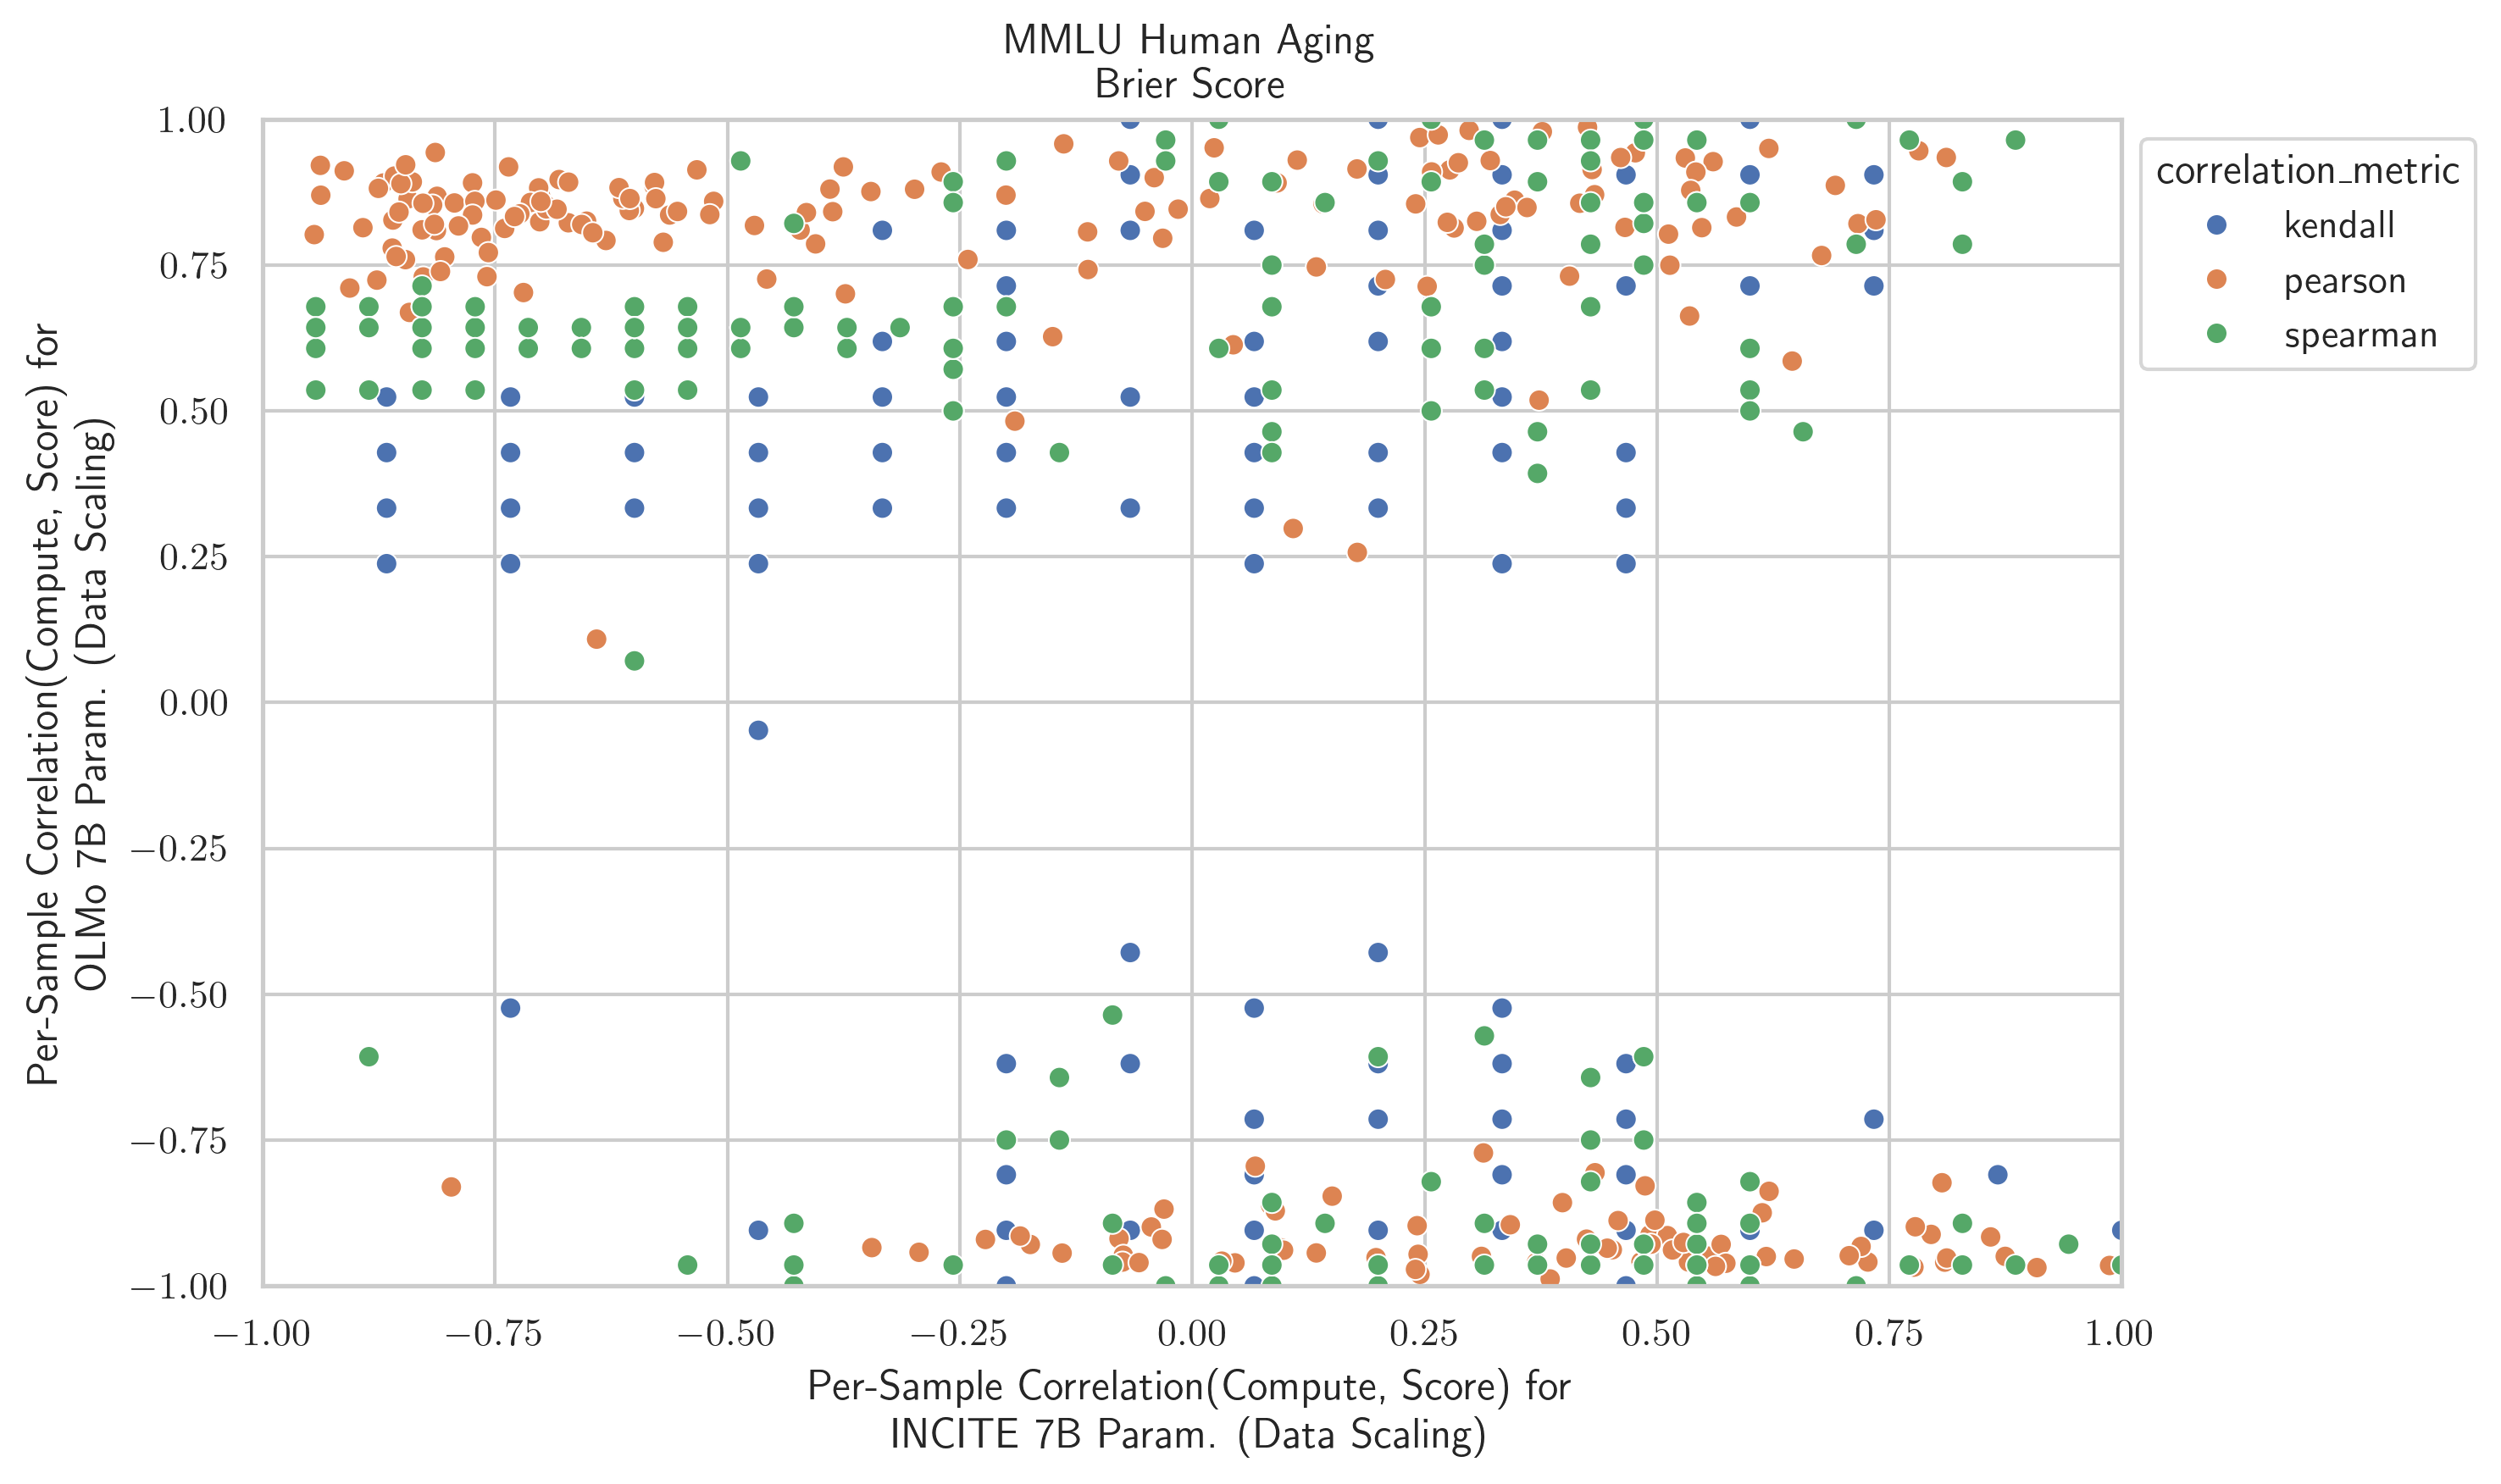 MMLU Human Aging
Brier Score
Per-Sample Correlation(Compute, Score) for
OLMo 7B Param. (Data Scaling)
1.00
0.75
0.50
0.25
0.00
−0.25
−0.50
−0.75
−1.00
−1.00 −0.75 −0.50 −0.25 0.00 0.25 0.50 0.75 1.00
Per-Sample Correlation(Compute, Score) for
INCITE 7B Param. (Data Scaling)
correlation_metric
kendall
pearson
spearman